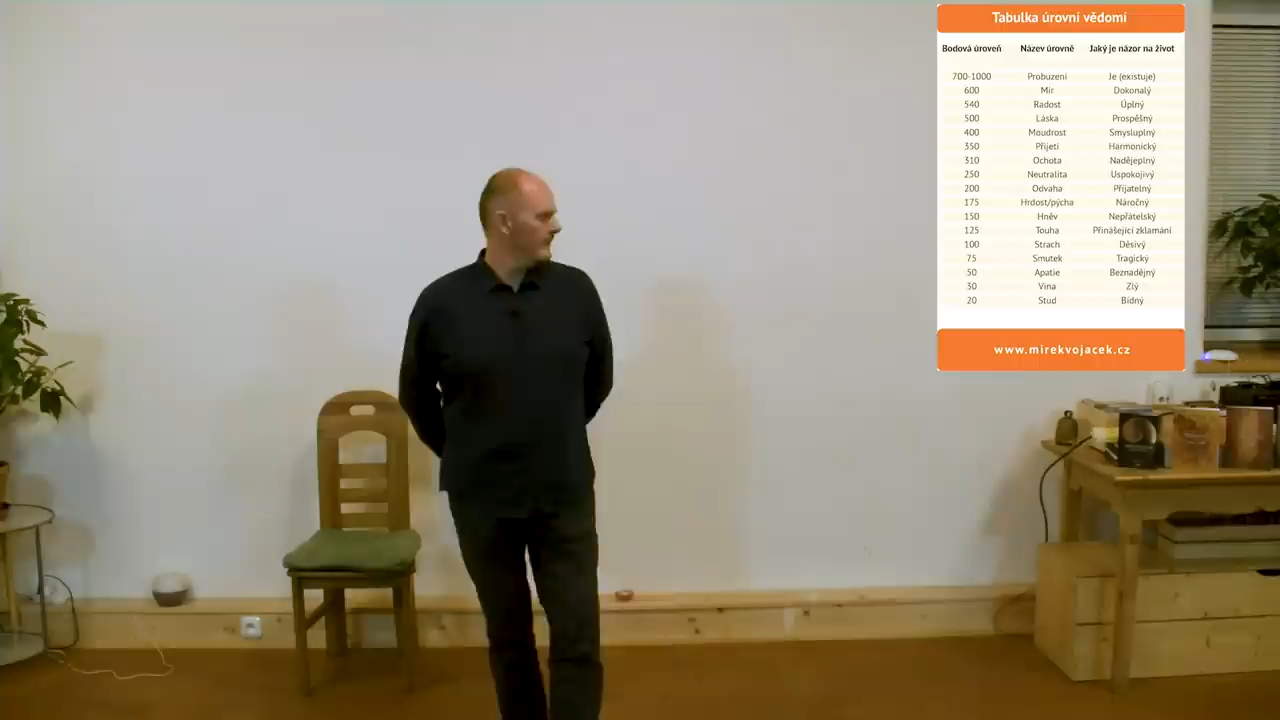 Tabulka úrovní vědomí
Bodová úroveň Název úrovně Jaký je názor na život
700-1000 Probuzení Je (existuje)
600 Mír Dokonalý
540 Radost Úplný
500 Láska Prospěšný
400 Moudrost Smysluplný
350 Přijetí Harmonický
310 Ochota Nadějeplný
250 Neutralita Uspokojivý
200 Odvaha Přijatelný
175 Hrdost/pýcha Náročný
150 Hněv Nepřátelský
125 Touha Přinášející zklamání
100 Strach Děsivý
75 Smutek Tragický
50 Apatie Beznadějný
30 Vina Zlý
20 Stud Bídný
www.mirekvojacek.cz